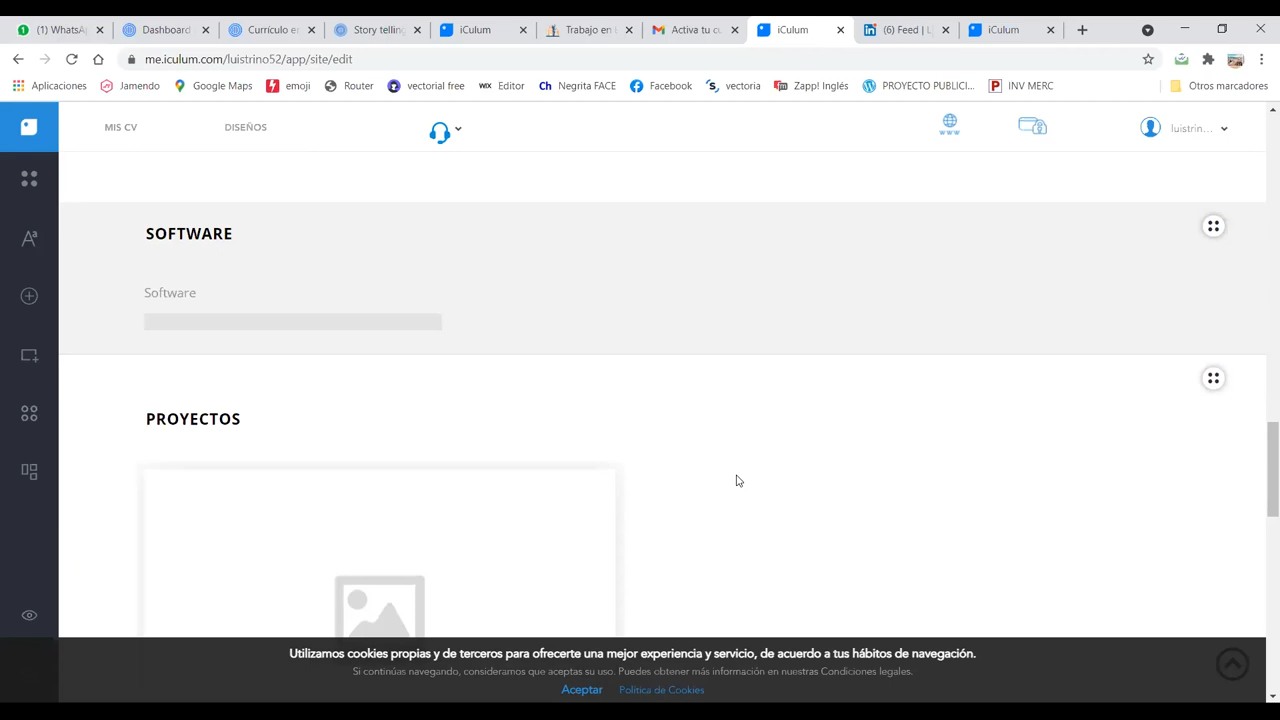 (1) WhatsA
Dashboard
Currículo e
Story telling
iCulum
Trabajo en
Activa tu cu
iCulum
(6) Feed | L
iCulum
me.iculum.com/luistrino52/app/site/edit
Aplicaciones
Jamendo
Google Maps
emoji
Router
vectorial free
WIX Editor
Ch Negrita FACE
Facebook
vectoria
Zapp! Inglés
PROYECTO PUBLICI...
INV MERC
Otros marcadores
MIS CV
DISEÑOS
www
luistrin...
SOFTWARE
Software
PROYECTOS
Utilizamos cookies propias y de terceros para ofrecerte una mejor experiencia y servicio, de acuerdo a tus hábitos de navegación.
Si continúas navegando, consideramos que aceptas su uso. Puedes obtener más información en nuestras Condiciones legales.
Aceptar
Política de Cookies